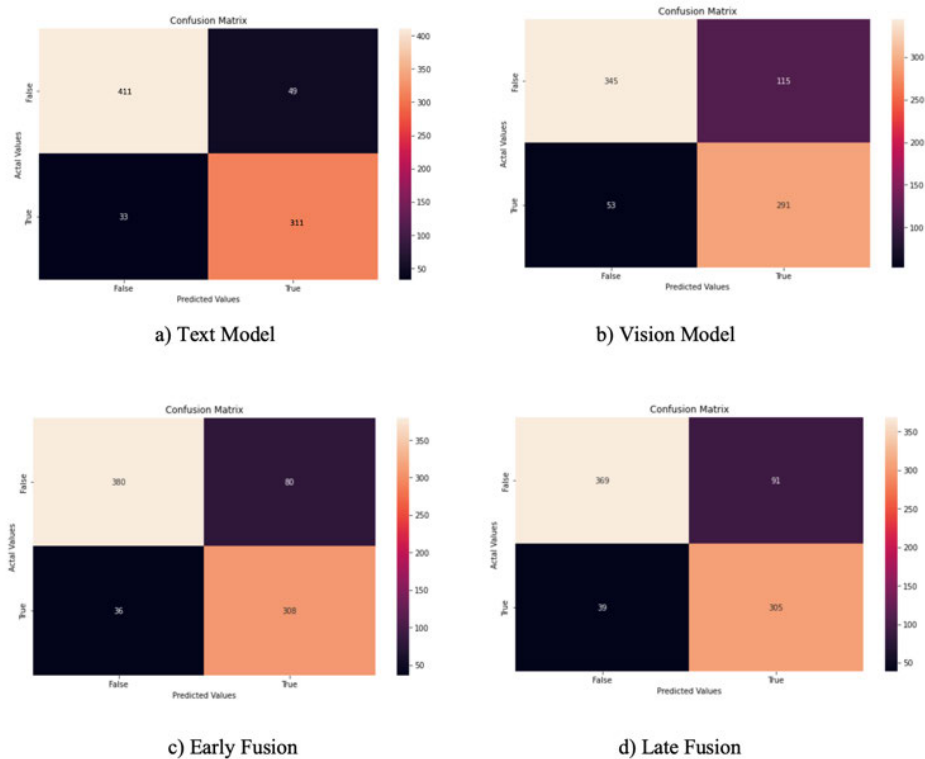 Confusion Matrix
400
350
300
250
200
150
100
50
False
True
Actal Values
411
49
33
311
False
True
Predicted Values
a) Text Model
Confusion Matrix
300
250
200
150
100
False
True
Actal Values
345
115
53
291
False
True
Predicted Values
b) Vision Model
Confusion Matrix
350
300
250
200
150
100
50
False
True
Actal Values
380
80
36
308
False
True
Predicted Values
c) Early Fusion
Confusion Matrix
350
300
250
200
150
100
50
False
True
Actal Values
369
91
39
305
False
True
Predicted Values
d) Late Fusion